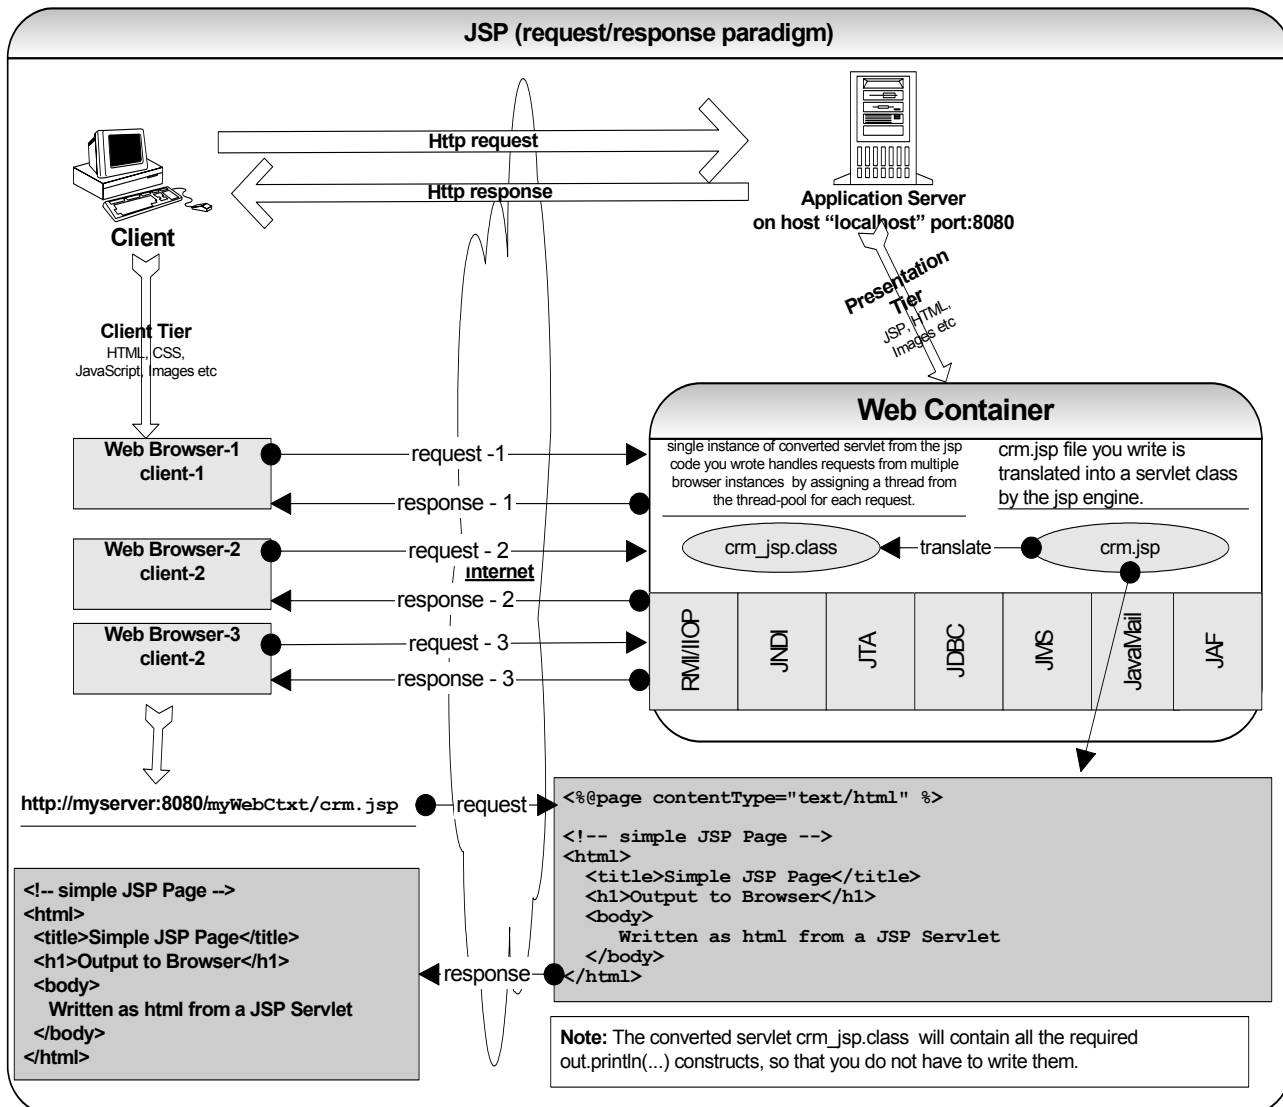 JSP (request/response paradigm)
Http request
Http response
Client
Application Server
on host “localhost” port:8080
Presentation
Tier
JSP, HTML,
Images etc
Client Tier
HTML, CSS,
JavaScript, Images etc
Web Container
single instance of converted servlet from the jsp
code you wrote handles requests from multiple
browser instances by assigning a thread from
the thread-pool for each request.
crm.jsp file you write is
translated into a servlet class
by the jsp engine.
Web Browser-1
client-1
request -1
response - 1
crm_jsp.class
translate
crm.jsp
Web Browser-2
client-2
request - 2
internet
response - 2
Web Browser-3
client-2
request - 3
response - 3
RMI/IIOP
JNDI
JTA
JDBC
JMS
JavaMail
JAF
http://myserver:8080/myWebCtxt/crm.jsp
request
<%@page contentType="text/html" %>
<!-- simple JSP Page -->
<html>
<title>Simple JSP Page</title>
<h1>Output to Browser</h1>
<body>
Written as html from a JSP Servlet
</body>
</html>
response
<!-- simple JSP Page -->
<html>
<title>Simple JSP Page</title>
<h1>Output to Browser</h1>
<body>
Written as html from a JSP Servlet
</body>
</html>
Note: The converted servlet crm_jsp.class will contain all the required
out.println(...) constructs, so that you do not have to write them.